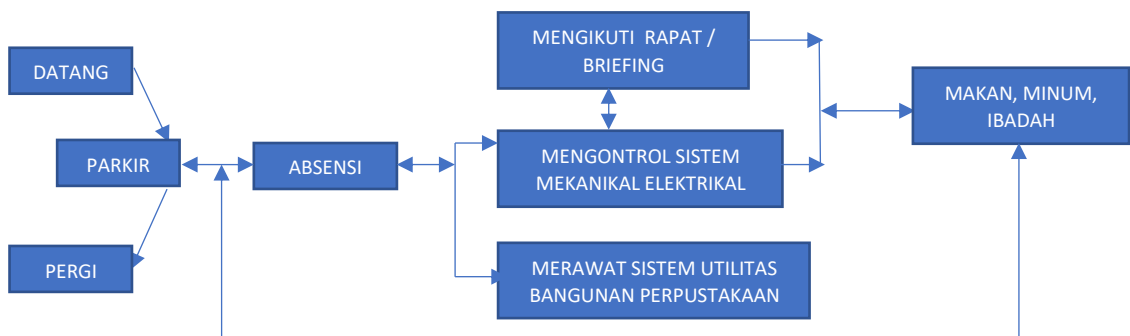 DATANG
PARKIR
PERGI
ABSENSI
MENGIKUTI RAPAT /
BRIEFING
MENGONTROL SISTEM
MEKANIKAL ELEKTRIKAL
MERAWAT SISTEM UTILITAS
BANGUNAN PERPUSTAKAAN
MAKAN, MINUM,
IBADAH